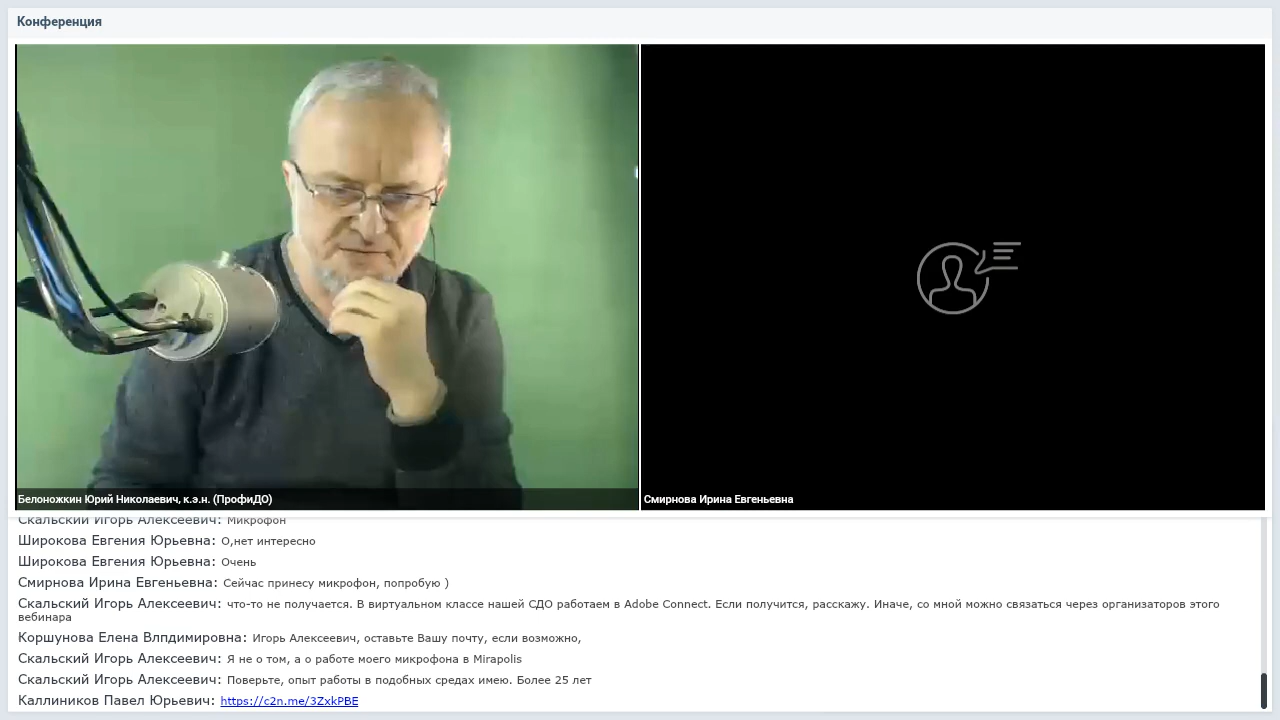 Конференция
Белоножкин Юрий Николаевич, к.э.н. (ПрофиДО)
Смирнова Ирина Евгеньевна
Скальский Игорь Алексеевич: Микрофон
Широкова Евгения Юрьевна: О,нет интересно
Широкова Евгения Юрьевна: Очень
Смирнова Ирина Евгеньевна: Сейчас принесу микрофон, попробую )
Скальский Игорь Алексеевич: что-то не получается. В виртуальном классе нашей СДО работаем в Adobe Connect. Если получится, расскажу. Иначе, со мной можно связаться через организаторов этого
вебинара
Коршунова Елена Влпдимировна: Игорь Алексеевич, оставьте Вашу почту, если возможно,
Скальский Игорь Алексеевич: Я не о том, а о работе моего микрофона в Mirapolis
Скальский Игорь Алексеевич: Поверьте, опыт работы в подобных средах имею. Более 25 лет
Каллиников Павел Юрьевич: https://c2n.me/3ZxkPBE